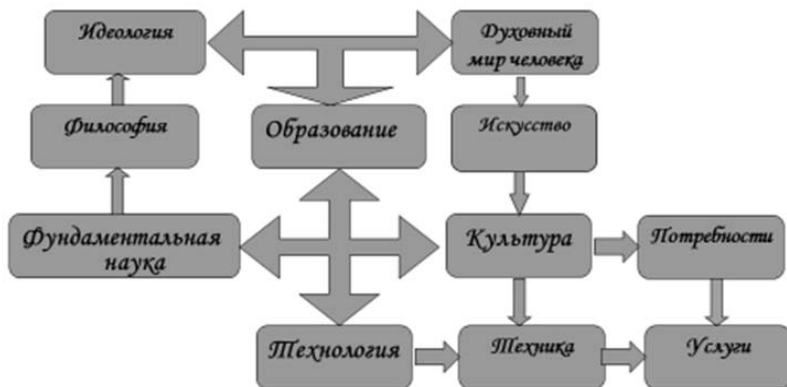 Идеология
Духовный
мир человека
Философия
Образование
Искусство
Фундаментальная
наука
Культура
Потребности
Технология
Техника
Услуги